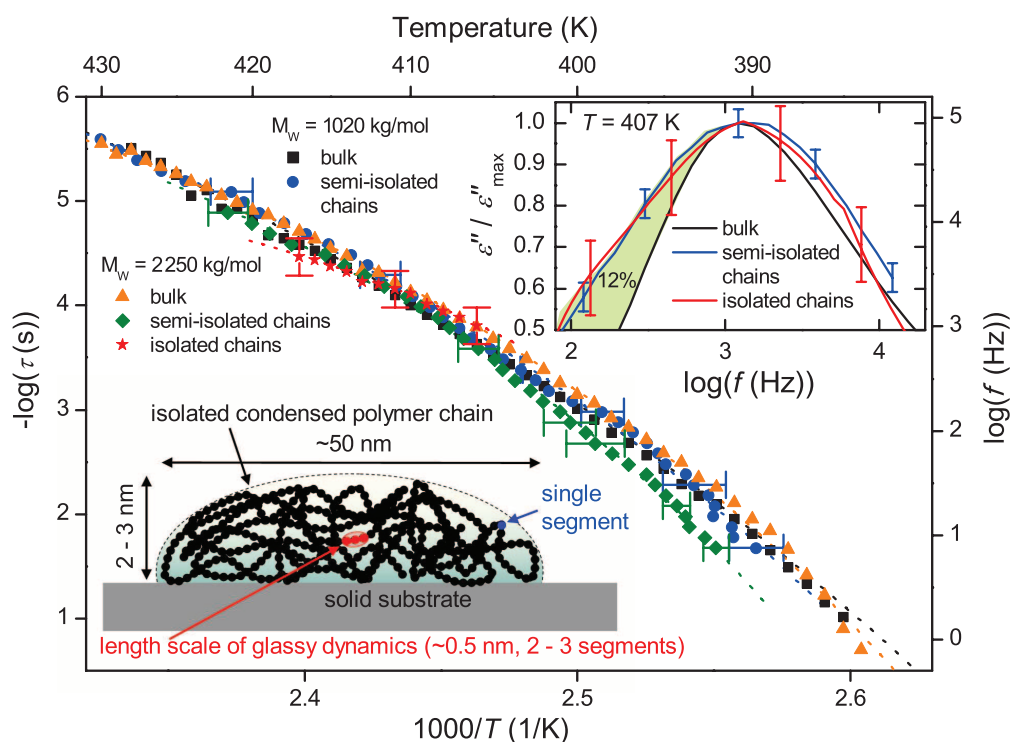 Temperature (K)
430 420 410 400 390
6
5
4
3
2
1
-log(τ (s))
5
4
3
2
1
0
log(f (Hz))
2.4 2.5 2.6
1000/T (1/K)
M_W = 1020 kg/mol
bulk
semi-isolated
chains
M_W = 2250 kg/mol
bulk
semi-isolated chains
isolated chains
T = 407 K
1.0
0.9
0.8
0.7
0.6
0.5
ε'' / ε''max
12%
bulk
semi-isolated
chains
isolated chains
2 3 4
log(f (Hz))
isolated condensed polymer chain
~50 nm
2 - 3 nm
single
segment
solid substrate
length scale of glassy dynamics (~0.5 nm, 2 - 3 segments)